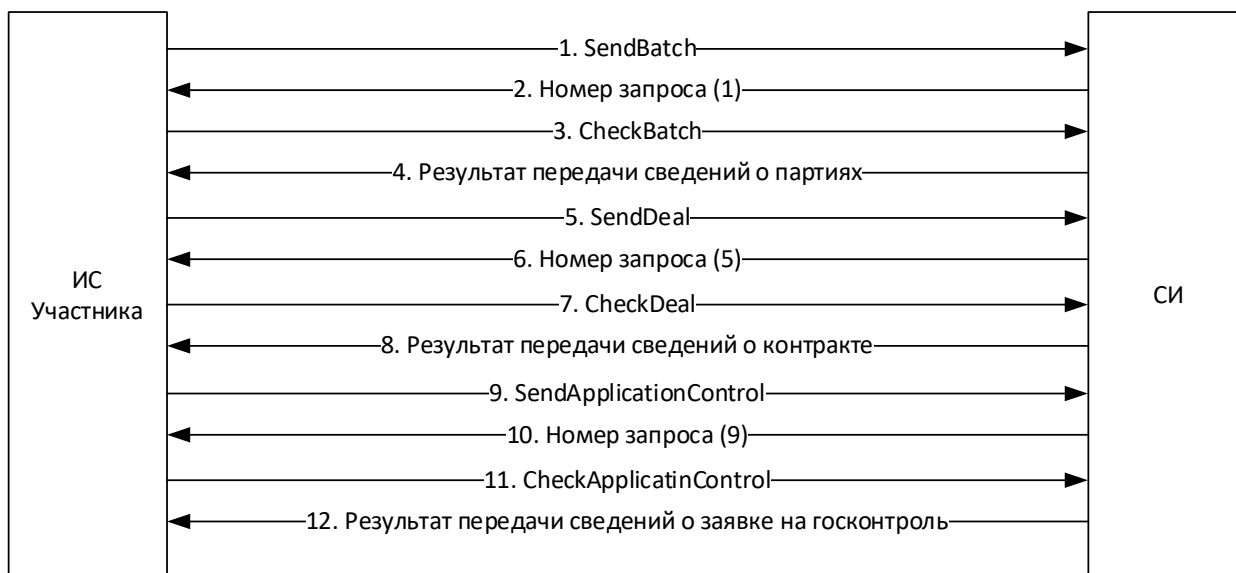 1. SendBatch
2. Номер запроса (1)
3. CheckBatch
4. Результат передачи сведений о партиях
5. SendDeal
6. Номер запроса (5)
ИС
Участника
СИ
7. CheckDeal
8. Результат передачи сведений о контракте
9. SendApplicationControl
10. Номер запроса (9)
11. CheckApplicatinControl
12. Результат передачи сведений о заявке на госконтроль